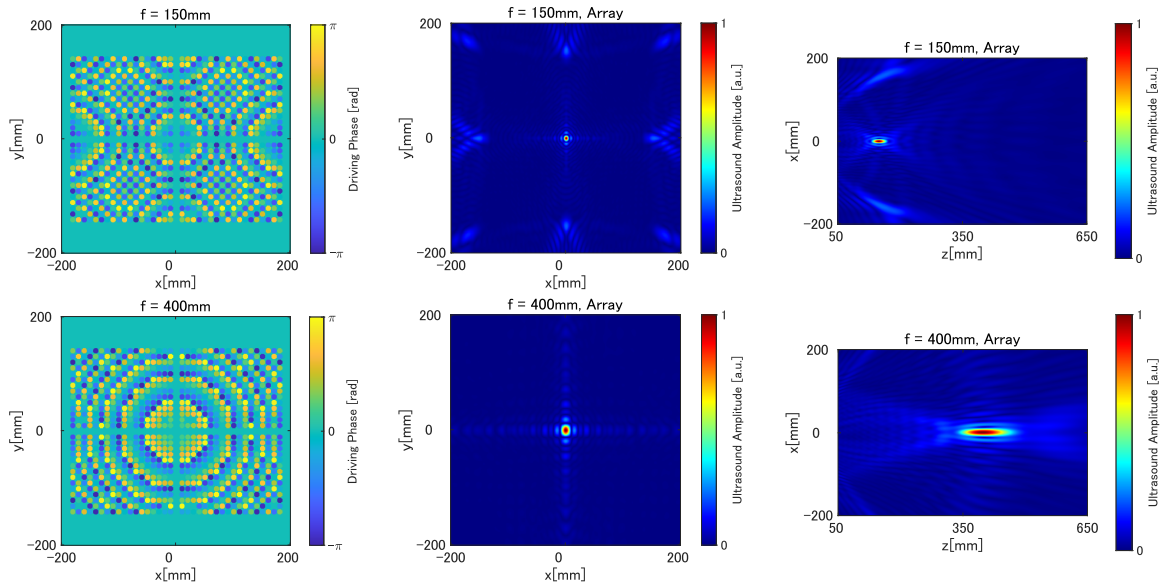 f = 150mm
200
0
-200
-200
0
200
x[mm]
y[mm]
π
0
-π
Driving Phase [rad]
f = 150mm, Array
200
0
-200
-200
0
200
x[mm]
y[mm]
1
0
Ultrasound Amplitude [a.u.]
f = 150mm, Array
200
0
-200
50
350
650
z[mm]
x[mm]
1
0
Ultrasound Amplitude [a.u.]
f = 400mm
200
0
-200
-200
0
200
x[mm]
y[mm]
π
0
-π
Driving Phase [rad]
f = 400mm, Array
200
0
-200
-200
0
200
x[mm]
y[mm]
1
0
Ultrasound Amplitude [a.u.]
f = 400mm, Array
200
0
-200
50
350
650
z[mm]
x[mm]
1
0
Ultrasound Amplitude [a.u.]